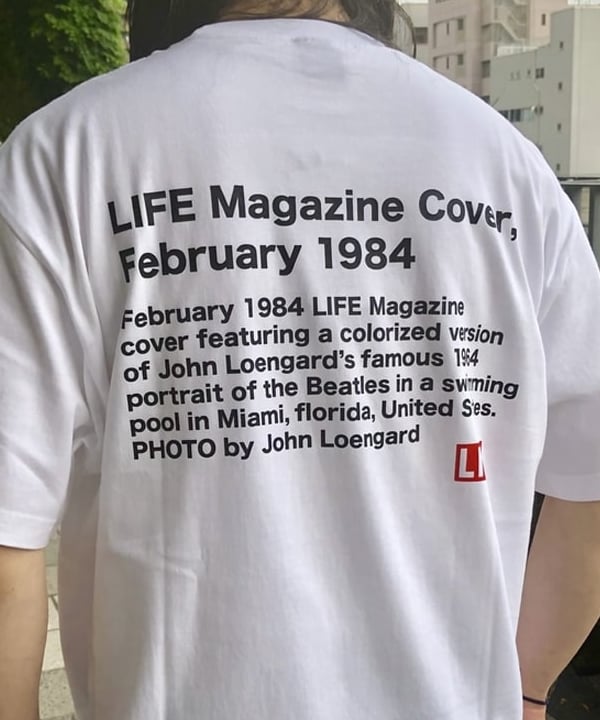 LIFE Magazine Cover,
February 1984
February 1984 LIFE Magazine
cover featuring a colorized version
of John Loengard's famous 1964
portrait of the Beatles in a
pool in Miami, florida, United
PHOTO by John Loengard